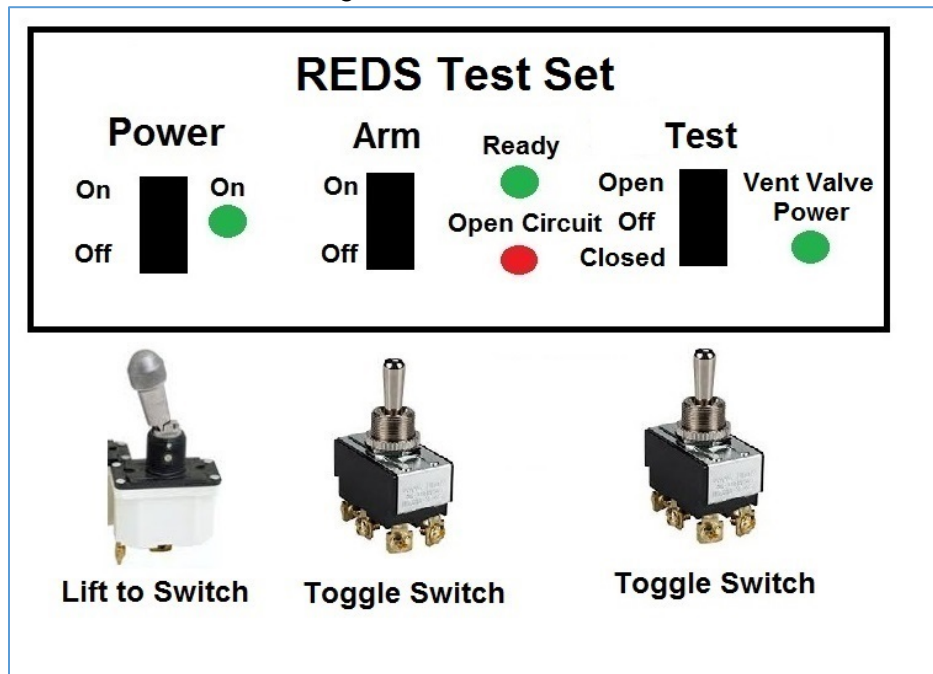 REDS Test Set
Power
Arm
Test
Ready
On
On
On
Open
Vent Valve
Power
Open Circuit
Off
Off
Off
Closed
Lift to Switch
Toggle Switch
Toggle Switch